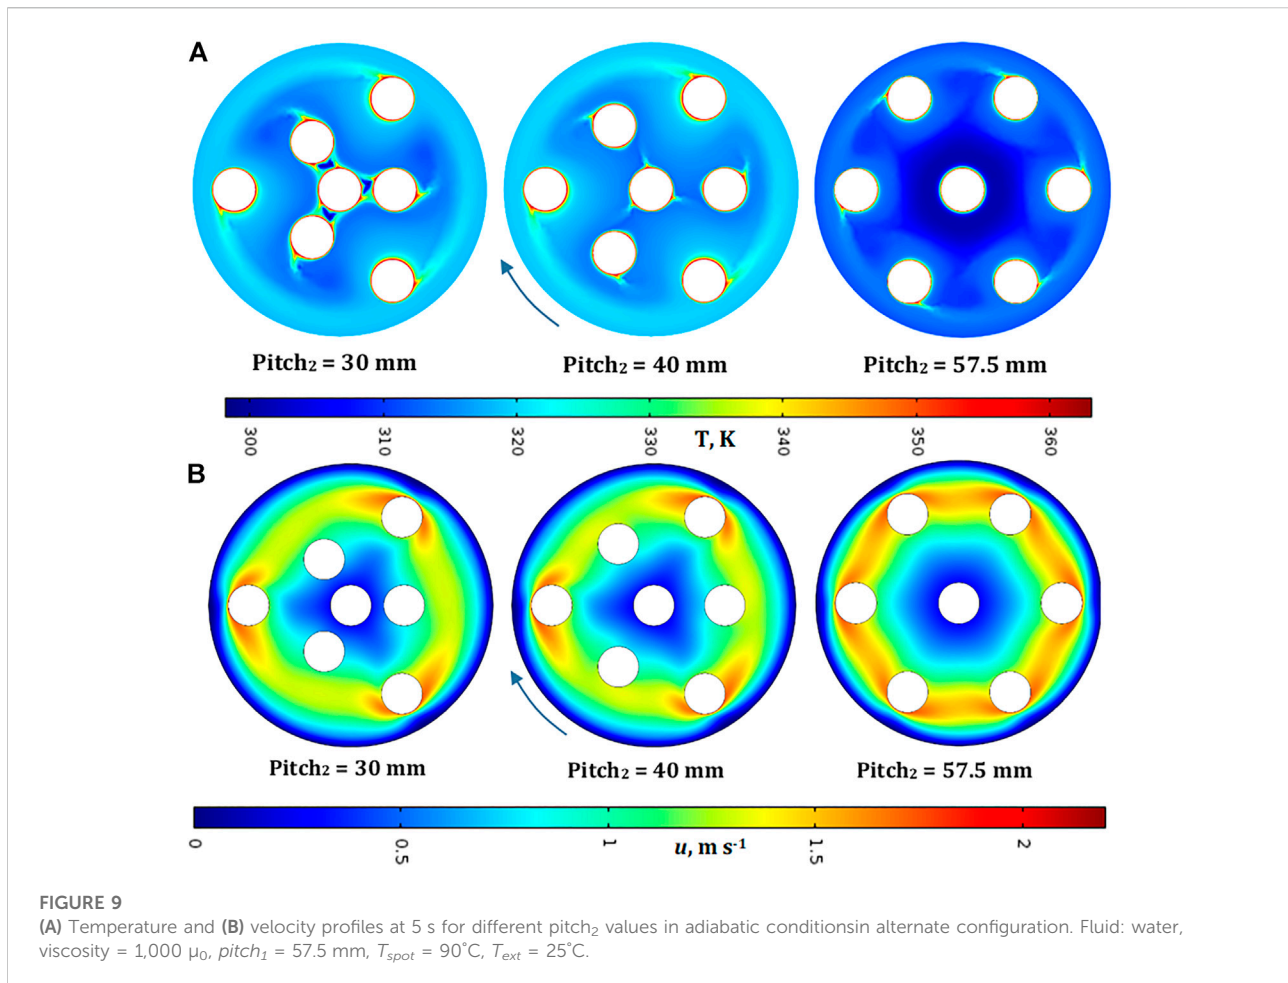 A
Pitch₂ = 30 mm
Pitch₂ = 40 mm
Pitch₂ = 57.5 mm
300 310 320 330 340 350 360
T, K
B
Pitch₂ = 30 mm
Pitch₂ = 40 mm
Pitch₂ = 57.5 mm
0 0.5 1 1.5 2
u, m s⁻¹
FIGURE 9
(A) Temperature and (B) velocity profiles at 5 s for different pitch₂ values in adiabatic conditionsin alternate configuration. Fluid: water,
viscosity = 1,000 μ₀, pitch₁ = 57.5 mm, Tspot = 90°C, Text = 25°C.